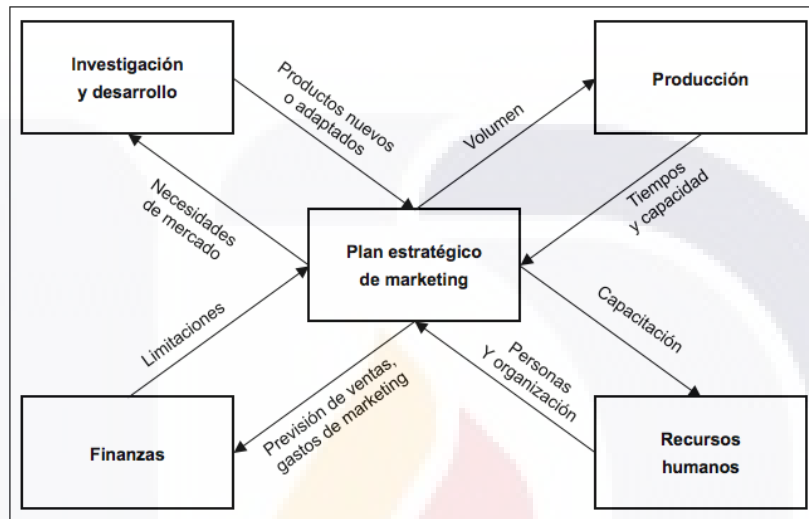 Investigación
y desarrollo
Productos nuevos
o adaptados
Volumen
Producción
Necesidades
de mercado
Tiempos
y capacidad
Plan estratégico
de marketing
Limitaciones
Capacitación
Previsión de ventas,
gastos de marketing
Personas
Y organización
Finanzas
Recursos
humanos